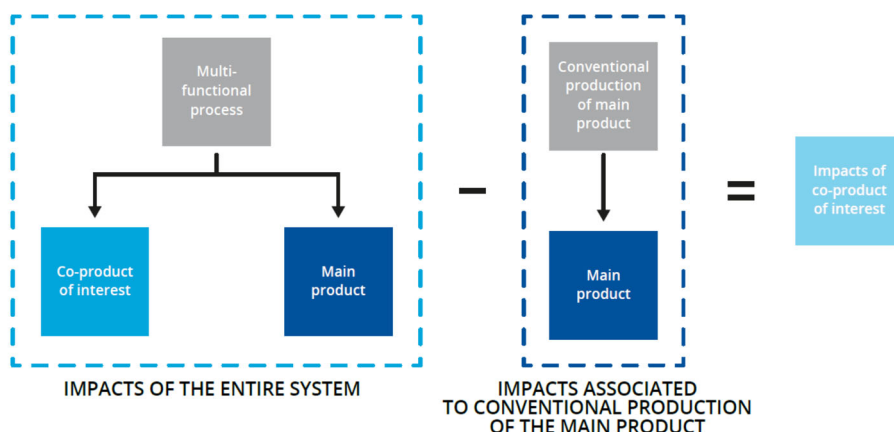 Multi-
functional
process
Conventional
production
of main
product
Impacts of
co-product
of interest
Co-product
of interest
Main
product
Main
product
IMPACTS OF THE ENTIRE SYSTEM
IMPACTS ASSOCIATED
TO CONVENTIONAL PRODUCTION
OF THE MAIN PRODUCT